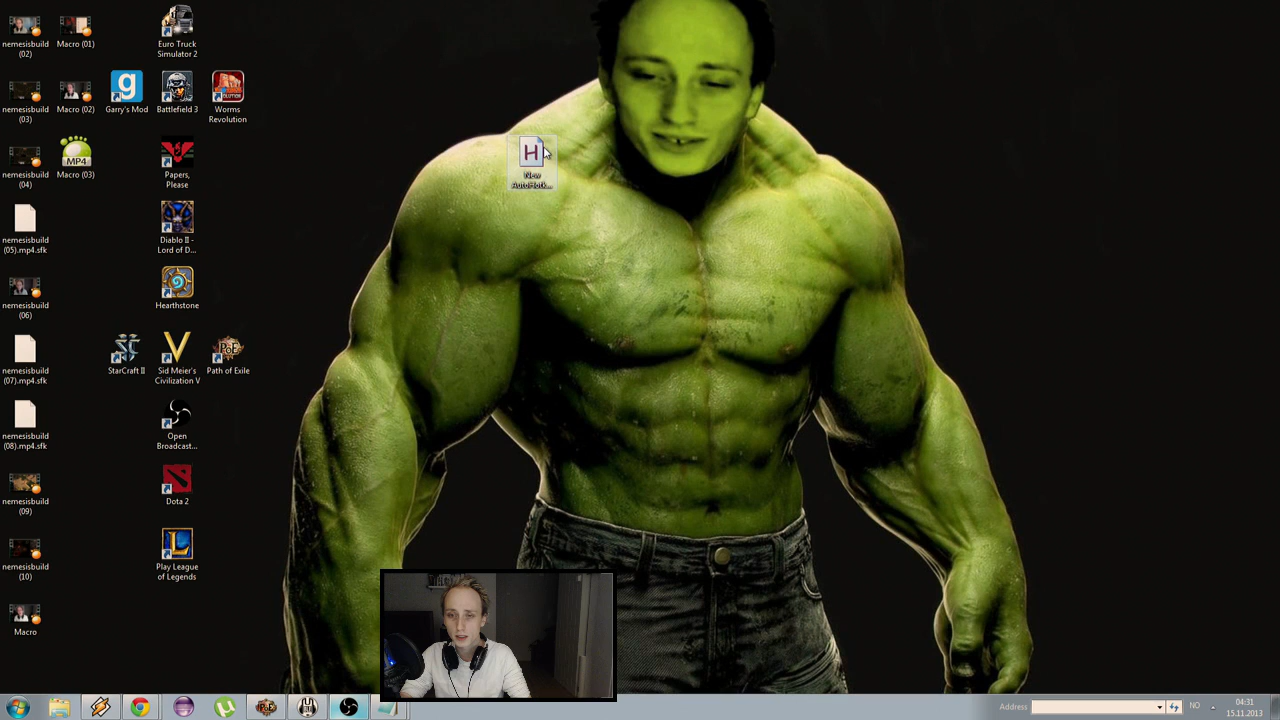 nemesisbuild
(02)
Macro (01)
Euro Truck
Simulator 2
nemesisbuild
(03)
Macro (02)
g
Garry's Mod
Battlefield 3
Worms
Revolution
nemesisbuild
(04)
MP4
Macro (03)
Papers,
Please
H
New
AutoHotk...
nemesisbuild
(05).mp4.sfk
Diablo II -
Lord of D...
nemesisbuild
(06)
Hearthstone
nemesisbuild
(07).mp4.sfk
StarCraft II
Sid Meier's
Civilization V
PoE
Path of Exile
nemesisbuild
(08).mp4.sfk
Open
Broadcast...
nemesisbuild
(09)
Dota 2
nemesisbuild
(10)
L
Play League
of Legends
Macro
Address
NO
04:31
15.11.2013